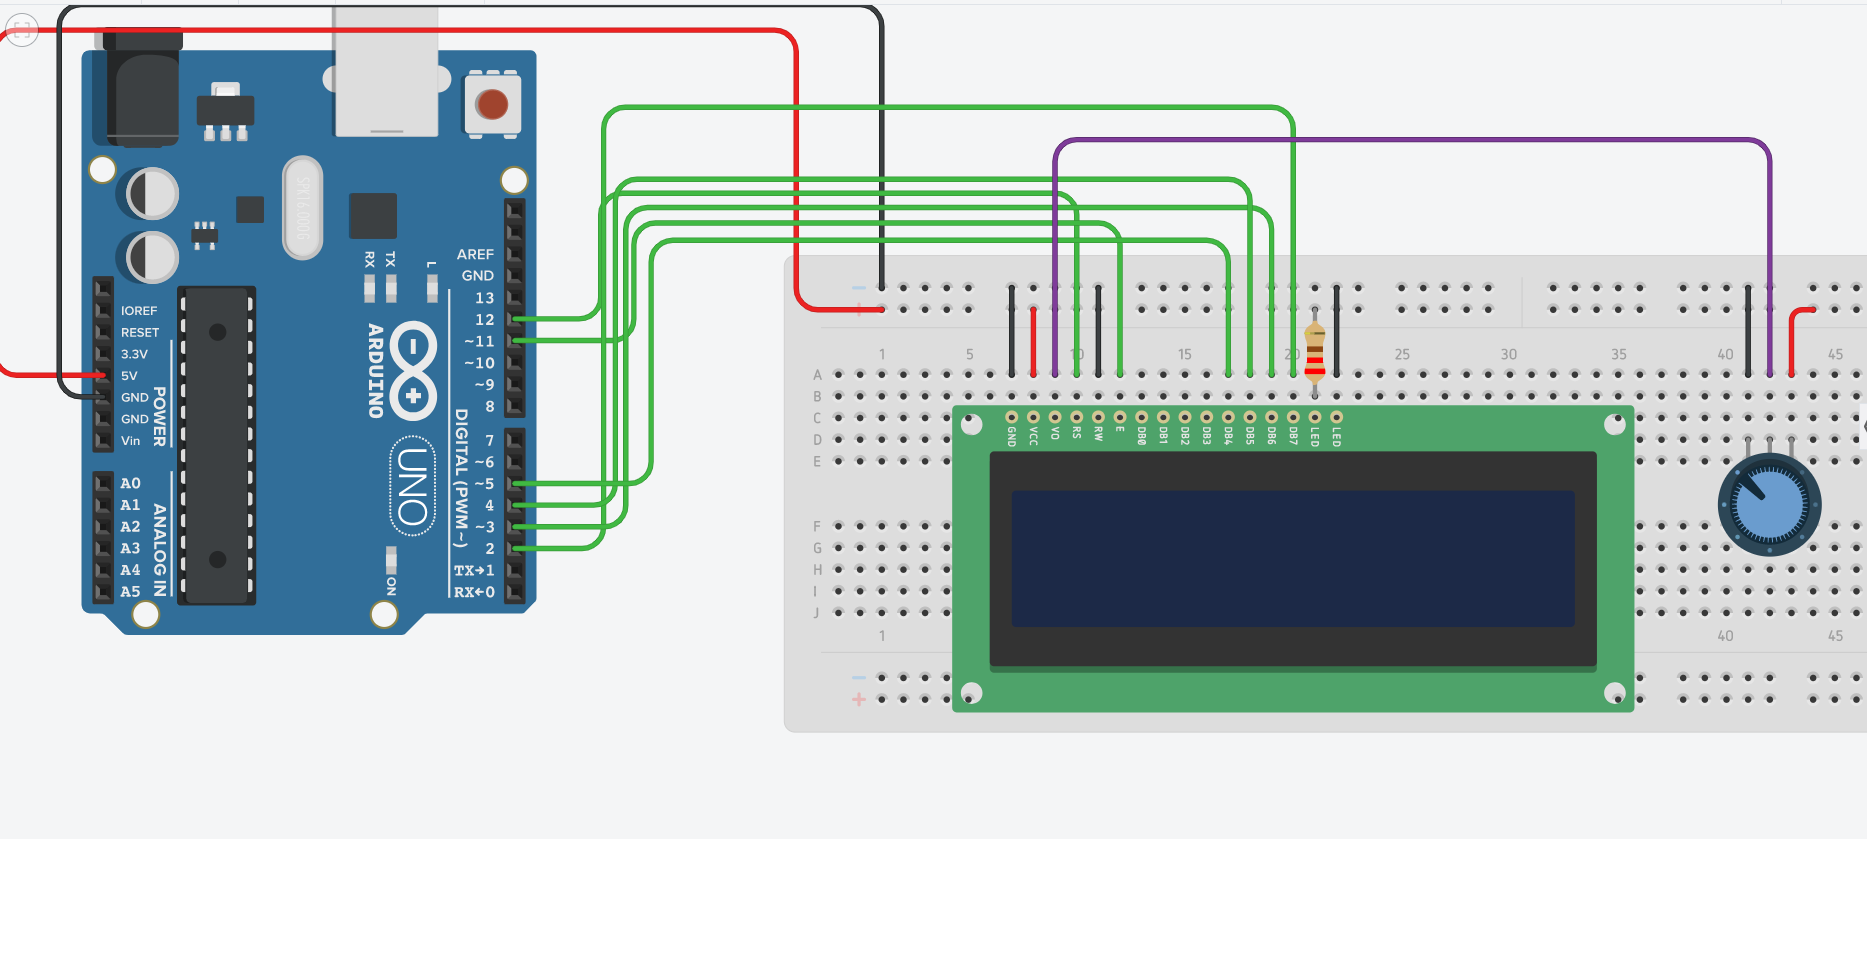 SPK16.000G
RX
TX
L
AREF
GND
13
12
~11
~10
~9
8
7
~6
~5
4
~3
2
TX→1
RX←0
DIGITAL (PWM ~)
ARDUINO
UNO
ON
IOREF
RESET
3.3V
5V
GND
GND
Vin
POWER
A0
A1
A2
A3
A4
A5
ANALOG IN
− +
1 5 10 15 20 25 30 35 40 45
A
B
C
D
E
F
G
H
I
J
GND VCC VO RS RW E DB0 DB1 DB2 DB3 DB4 DB5 DB6 DB7 LED LED
1 40 45
− +